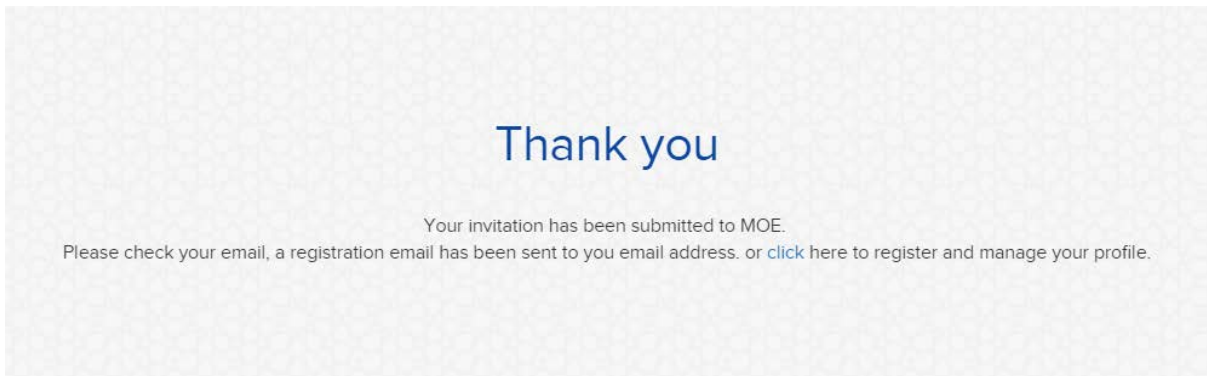 Thank you
Your invitation has been submitted to MOE.
Please check your email, a registration email has been sent to you email address. or click here to register and manage your profile.